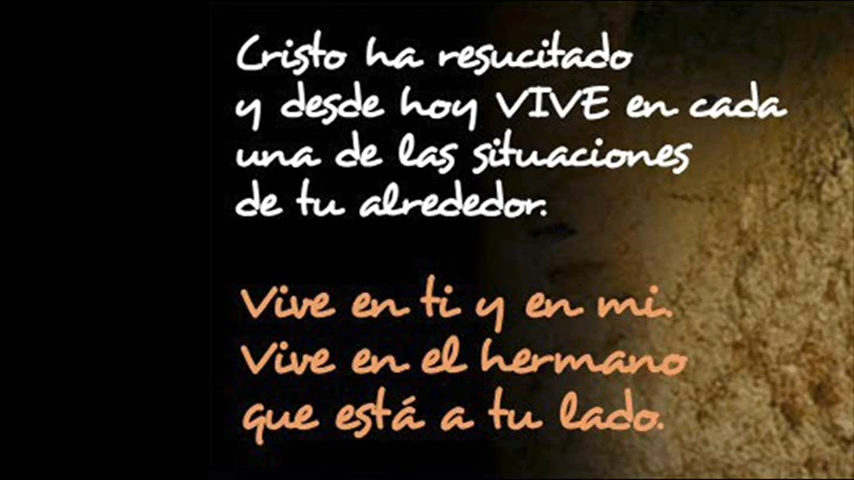 Cristo ha resucitado
y desde hoy VIVE en cada
una de las situaciones
de tu alrededor.
Vive en ti y en mi.
Vive en el hermano
que está a tu lado.